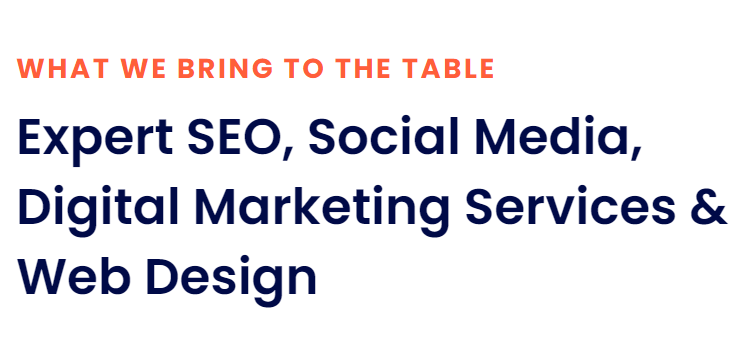 WHAT WE BRING TO THE TABLE
Expert SEO, Social Media,
Digital Marketing Services &
Web Design